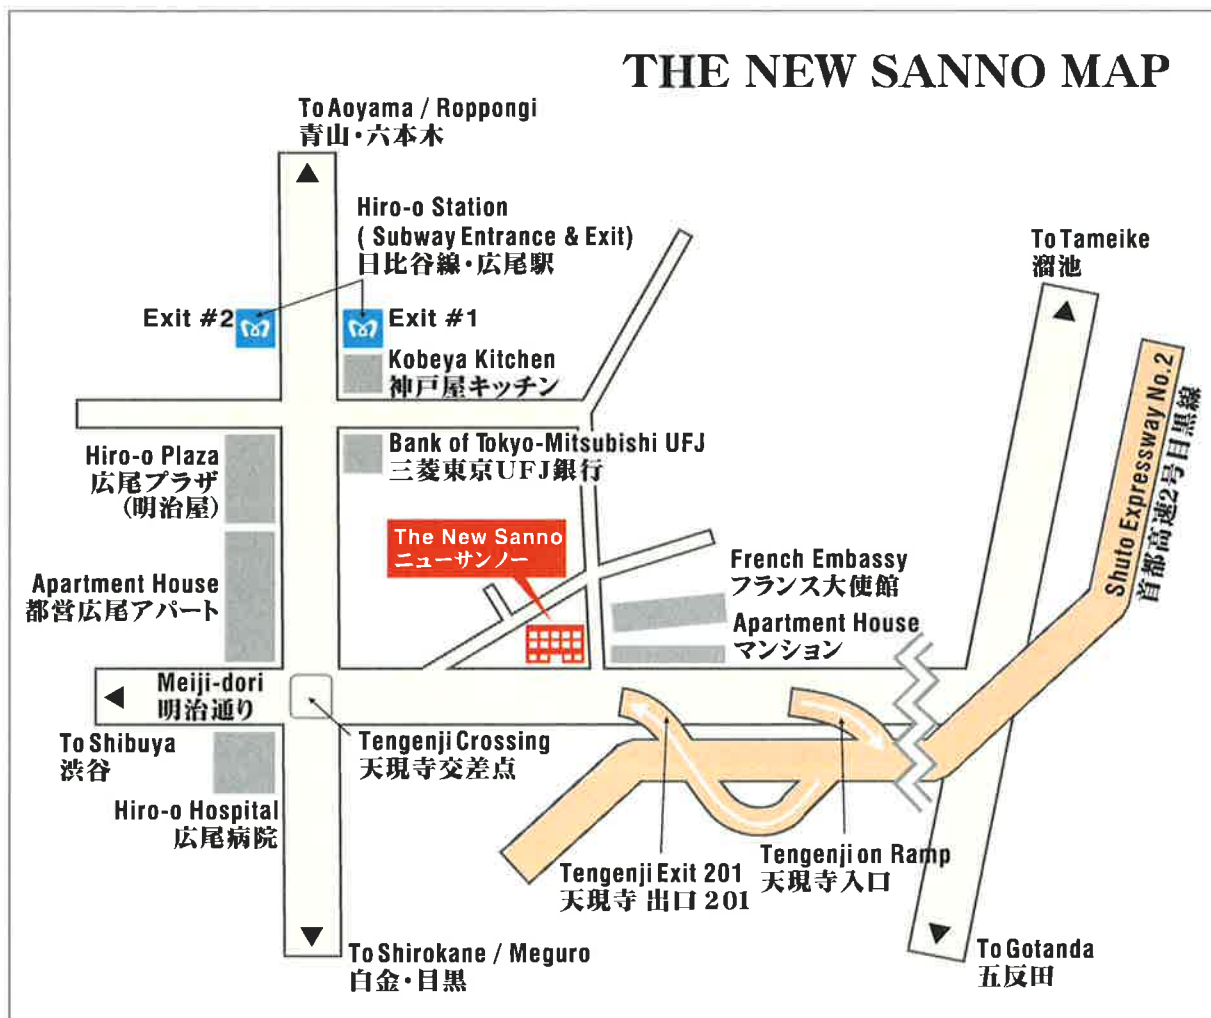 THE NEW SANNO MAP
To Aoyama / Roppongi
青山・六本木
Hiro-o Station
( Subway Entrance & Exit)
日比谷線・広尾駅
Exit #2
Exit #1
Kobeya Kitchen
神戸屋キッチン
To Tameike
溜池
Shuto Expressway No.2
首都高速2号目黒線
Hiro-o Plaza
広尾プラザ
(明治屋)
Bank of Tokyo-Mitsubishi UFJ
三菱東京UFJ銀行
The New Sanno
ニューサンノー
French Embassy
フランス大使館
Apartment House
都営広尾アパート
Apartment House
マンション
Meiji-dori
明治通り
To Shibuya
渋谷
Tengenji Crossing
天現寺交差点
Hiro-o Hospital
広尾病院
Tengenji Exit 201
天現寺 出口 201
Tengenji on Ramp
天現寺入口
To Shirokane / Meguro
白金・目黒
To Gotanda
五反田